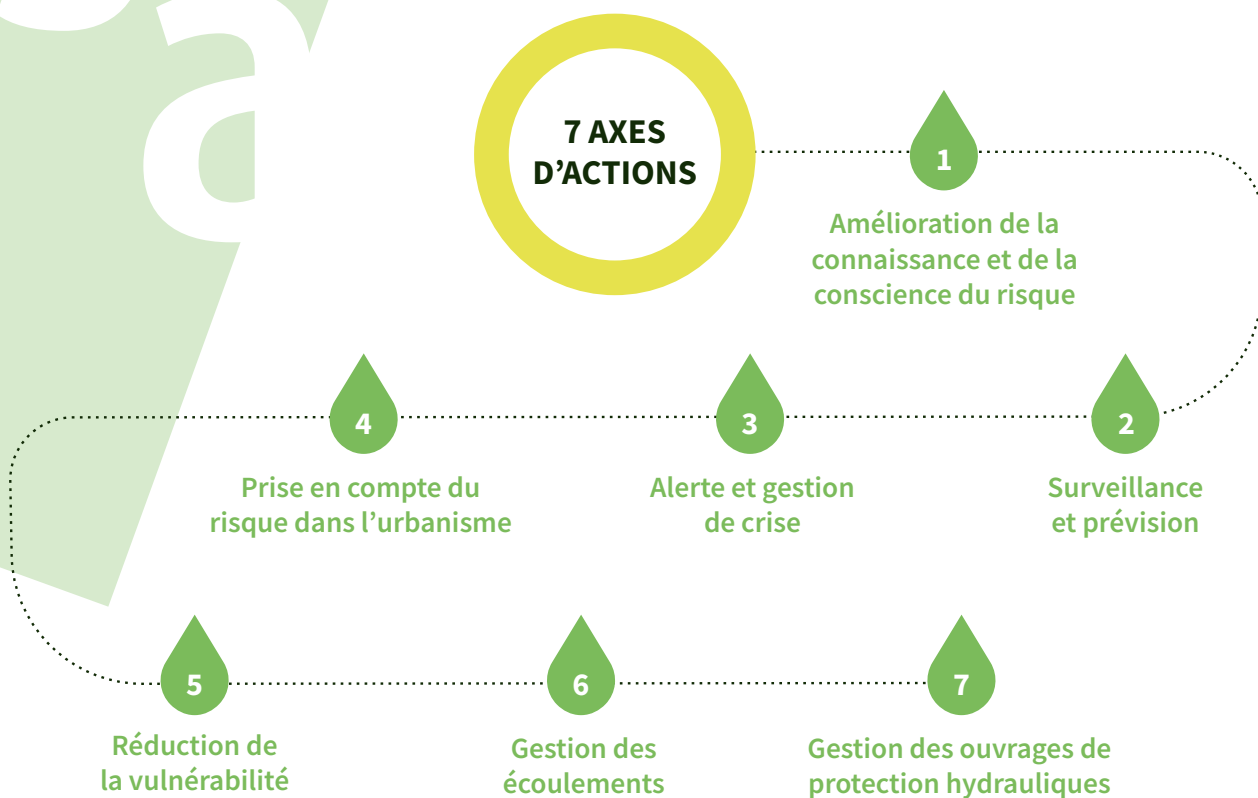 a
7 AXES
D’ACTIONS
1
Amélioration de la
connaissance et de la
conscience du risque
2
Surveillance
et prévision
3
Alerte et gestion
de crise
4
Prise en compte du
risque dans l’urbanisme
5
Réduction de
la vulnérabilité
6
Gestion des
écoulements
7
Gestion des ouvrages de
protection hydrauliques